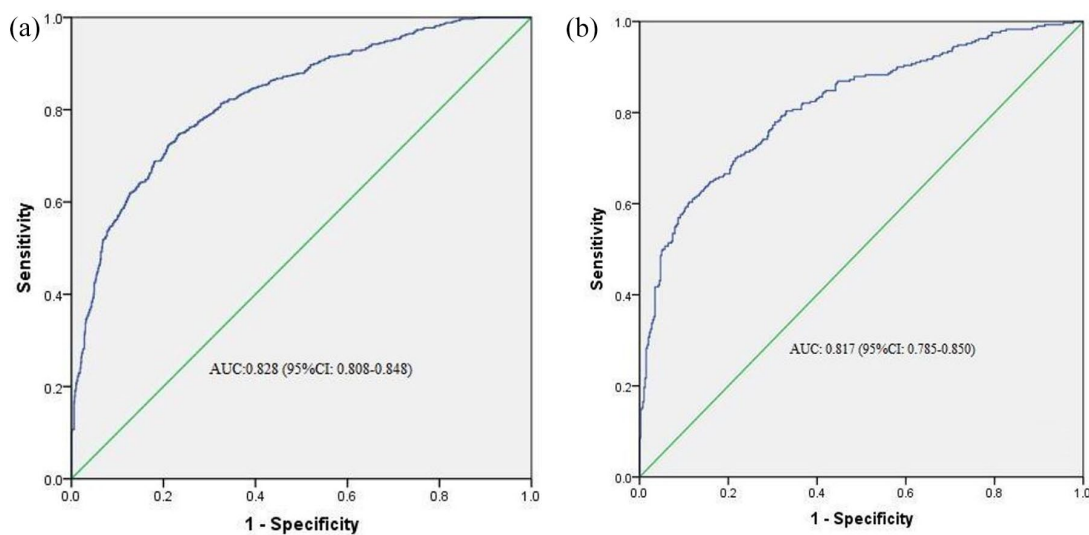 (a)
1.0
0.8
0.6
0.4
0.2
0.0
Sensitivity
AUC:0.828 (95%CI: 0.808-0.848)
0.0 0.2 0.4 0.6 0.8 1.0
1 - Specificity
(b)
1.0
0.8
0.6
0.4
0.2
0.0
Sensitivity
AUC: 0.817 (95%CI: 0.785-0.850)
0.0 0.2 0.4 0.6 0.8 1.0
1 - Specificity